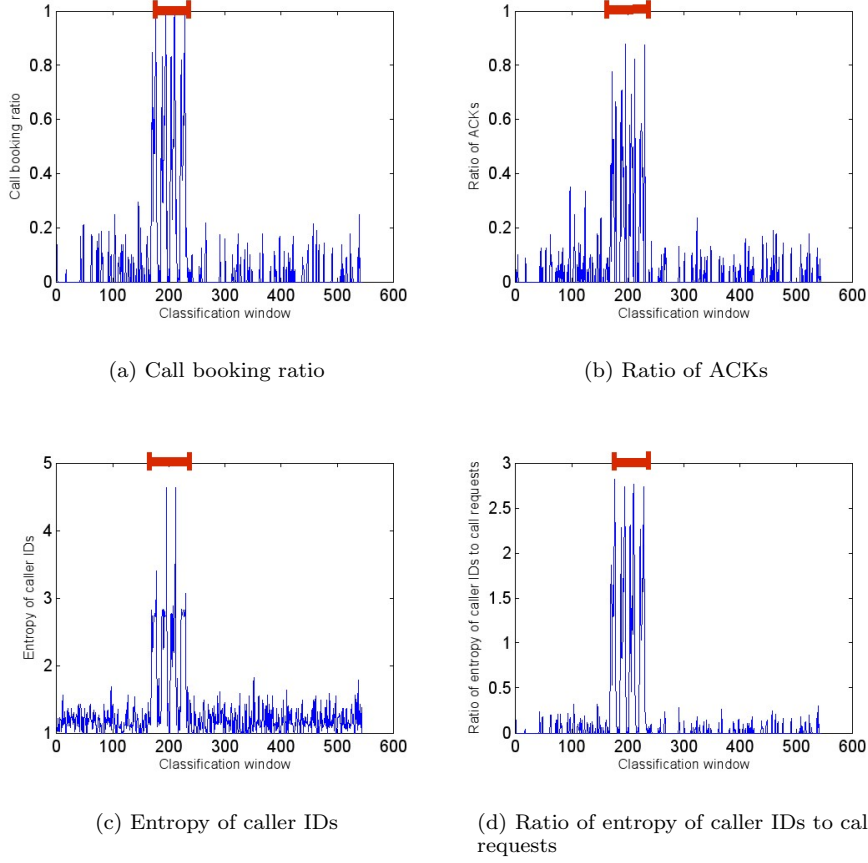 1
0.8
0.6
0.4
0.2
0
Call booking ratio
0 100 200 300 400 500 600
Classification window
(a) Call booking ratio
1
0.8
0.6
0.4
0.2
0
Ratio of ACKs
0 100 200 300 400 500 600
Classification window
(b) Ratio of ACKs
5
4
3
2
1
Entropy of caller IDs
0 100 200 300 400 500 600
Classification window
(c) Entropy of caller IDs
3
2.5
2
1.5
1
0.5
0
Ratio of entropy of caller IDs to call requests
0 100 200 300 400 500 600
Classification window
(d) Ratio of entropy of caller IDs to cal
requests